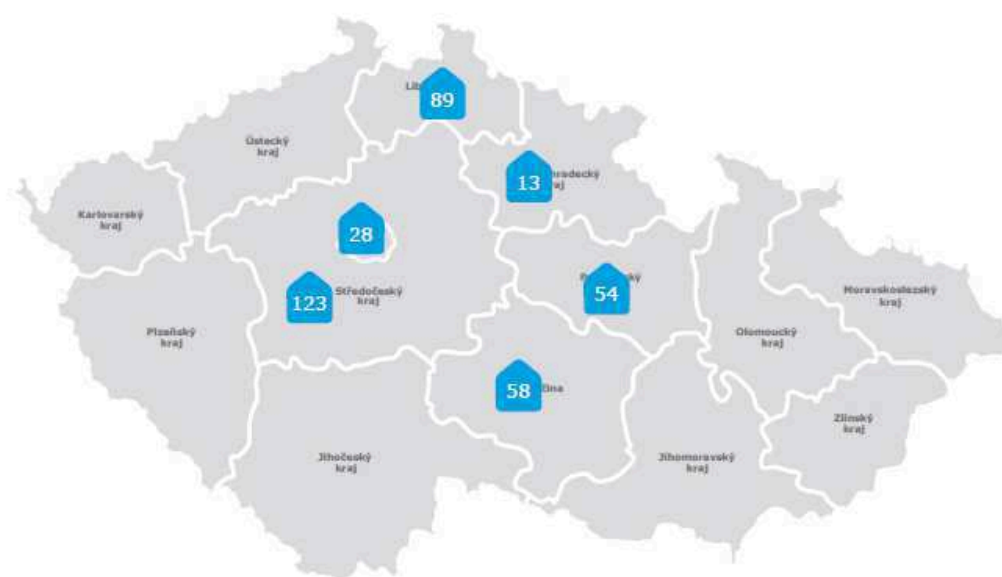 89
Ústecký
kraj
13
kraj
Karlovarský
kraj
28
54
Středočeský
kraj
123
Moravskoslezský
kraj
Plzeňský
kraj
Olomoucký
kraj
58
Zlínský
kraj
Jihočeský
kraj
Jihomoravský
kraj